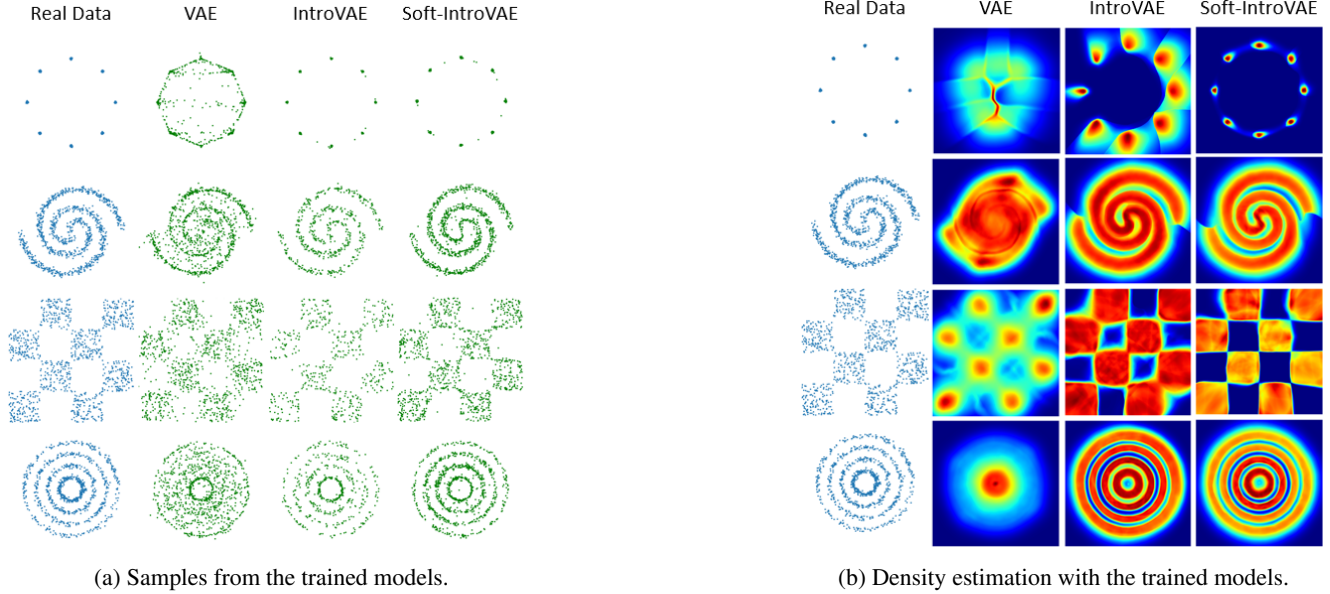 Real Data VAE IntroVAE Soft-IntroVAE
Real Data VAE IntroVAE Soft-IntroVAE
(a) Samples from the trained models.
(b) Density estimation with the trained models.